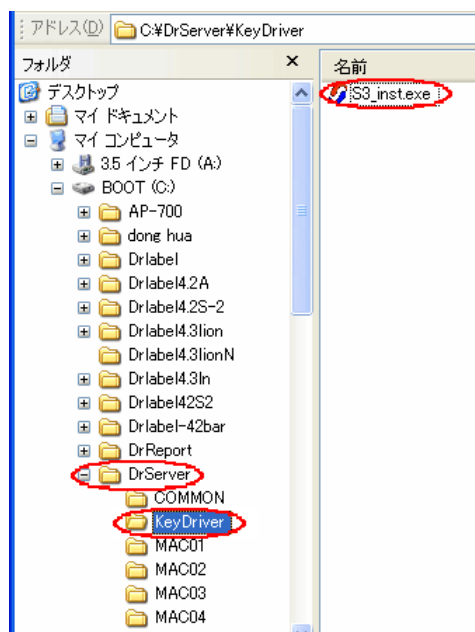 アドレス(D) C:¥DrServer¥KeyDriver
フォルダ × 名前
デスクトップ S3_inst.exe
マイ ドキュメント
マイ コンピュータ
3.5 インチ FD (A:)
BOOT (C:)
AP-700
dong hua
Drlabel
Drlabel4.2A
Drlabel4.2S-2
Drlabel4.3lion
Drlabel4.3lionN
Drlabel4.3ln
Drlabel42S2
Drlabel-42bar
DrReport
DrServer
COMMON
KeyDriver
MAC01
MAC02
MAC03
MAC04